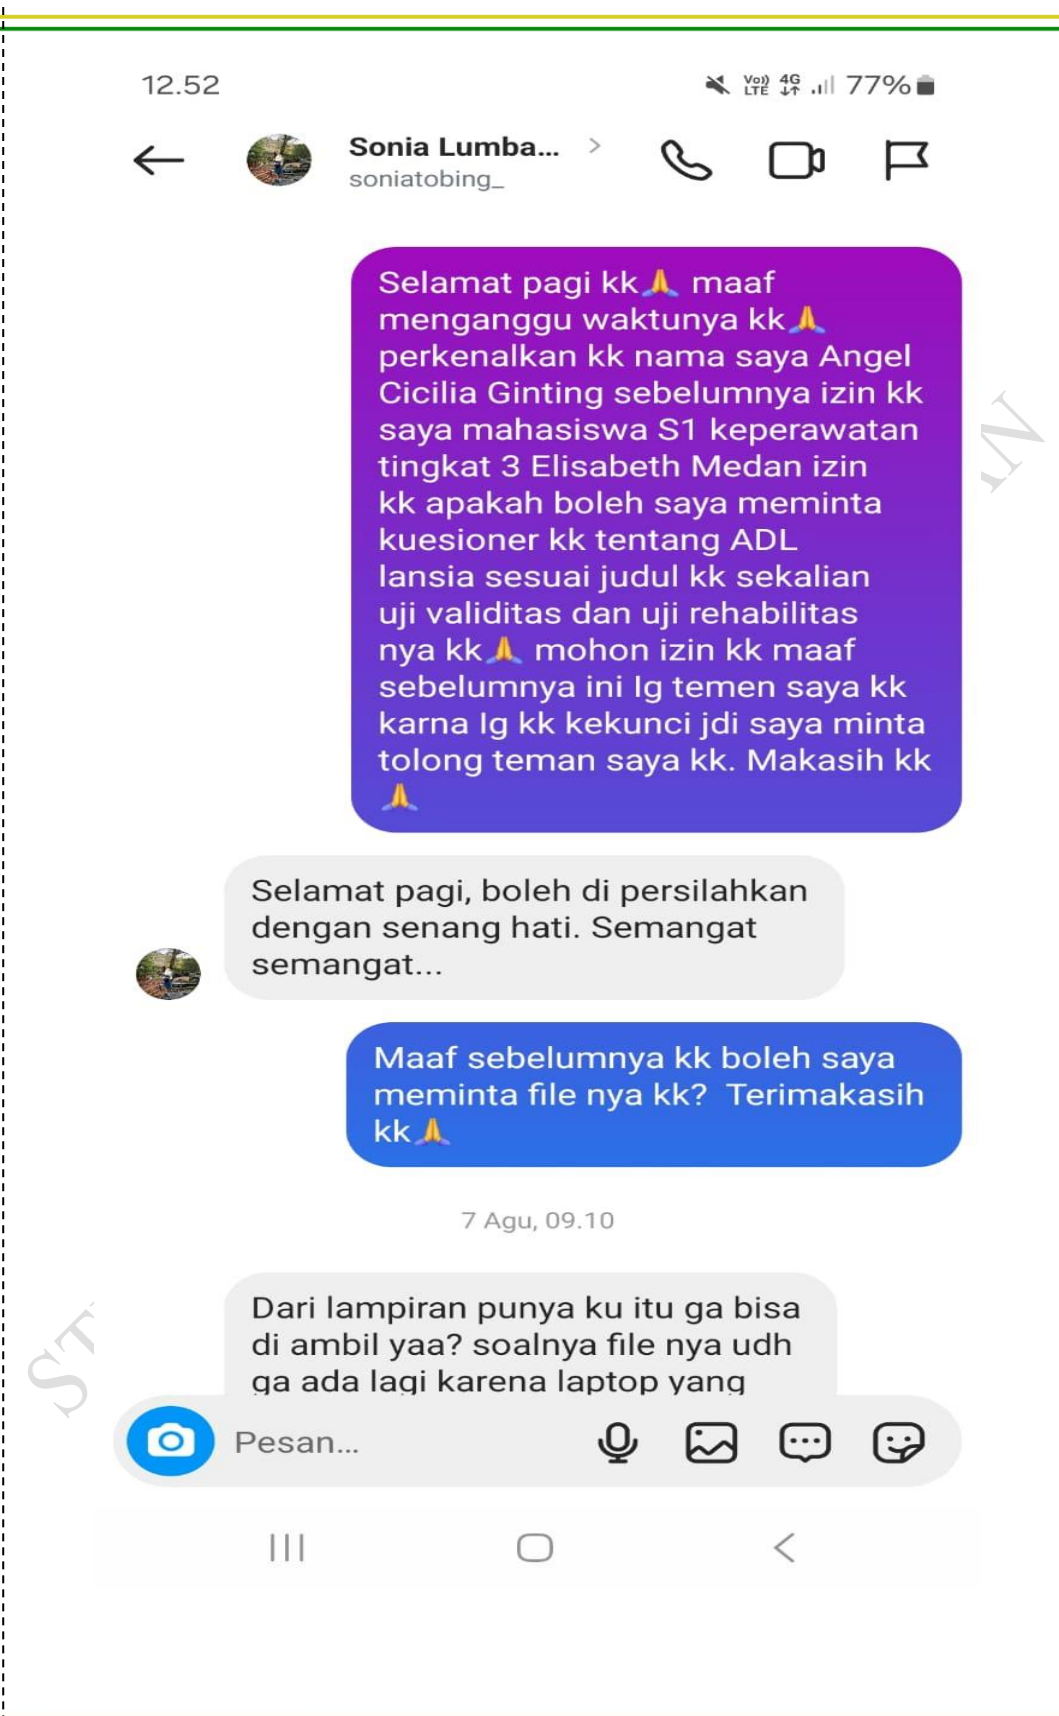 12.52
Vo)) LTE 4G 77%
Sonia Lumba... >
soniatobing_
Selamat pagi kk🙏 maaf
menganggu waktunya kk🙏
perkenalkan kk nama saya Angel
Cicilia Ginting sebelumnya izin kk
saya mahasiswa S1 keperawatan
tingkat 3 Elisabeth Medan izin
kk apakah boleh saya meminta
kuesioner kk tentang ADL
lansia sesuai judul kk sekalian
uji validitas dan uji rehabilitas
nya kk🙏 mohon izin kk maaf
sebelumnya ini Ig temen saya kk
karna Ig kk kekunci jdi saya minta
tolong teman saya kk. Makasih kk
🙏
Selamat pagi, boleh di persilahkan
dengan senang hati. Semangat
semangat...
Maaf sebelumnya kk boleh saya
meminta file nya kk?  Terimakasih
kk🙏
7 Agu, 09.10
Dari lampiran punya ku itu ga bisa
di ambil yaa? soalnya file nya udh
ga ada lagi karena laptop yang
Pesan...